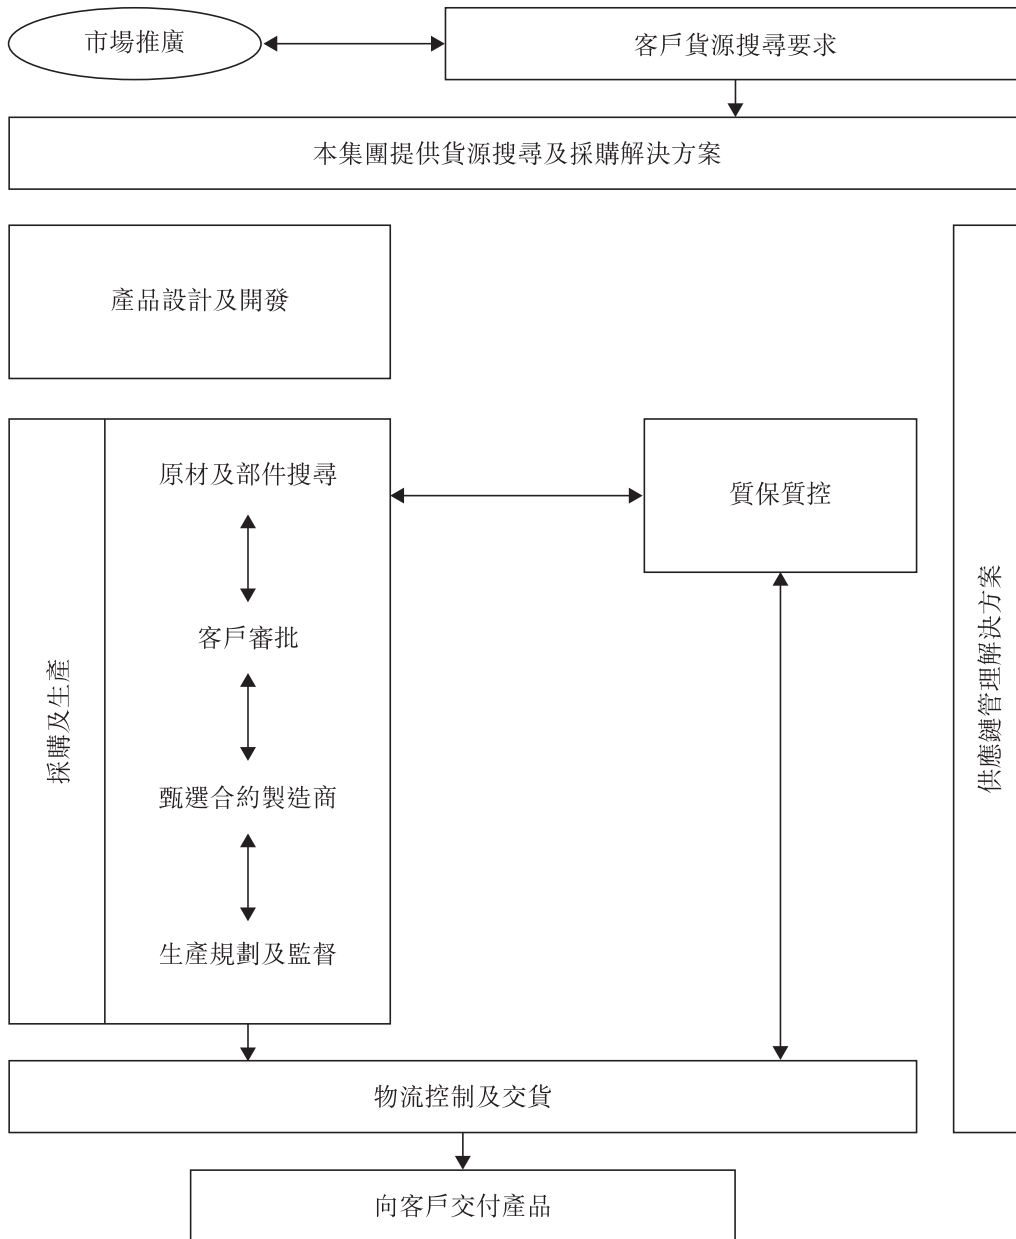 市場推廣
客戶貨源搜尋要求
本集團提供貨源搜尋及採購解決方案
產品設計及開發
採購及生產
原材及部件搜尋
客戶審批
甄選合約製造商
生產規劃及監督
質保質控
供應鏈管理解決方案
物流控制及交貨
向客戶交付產品